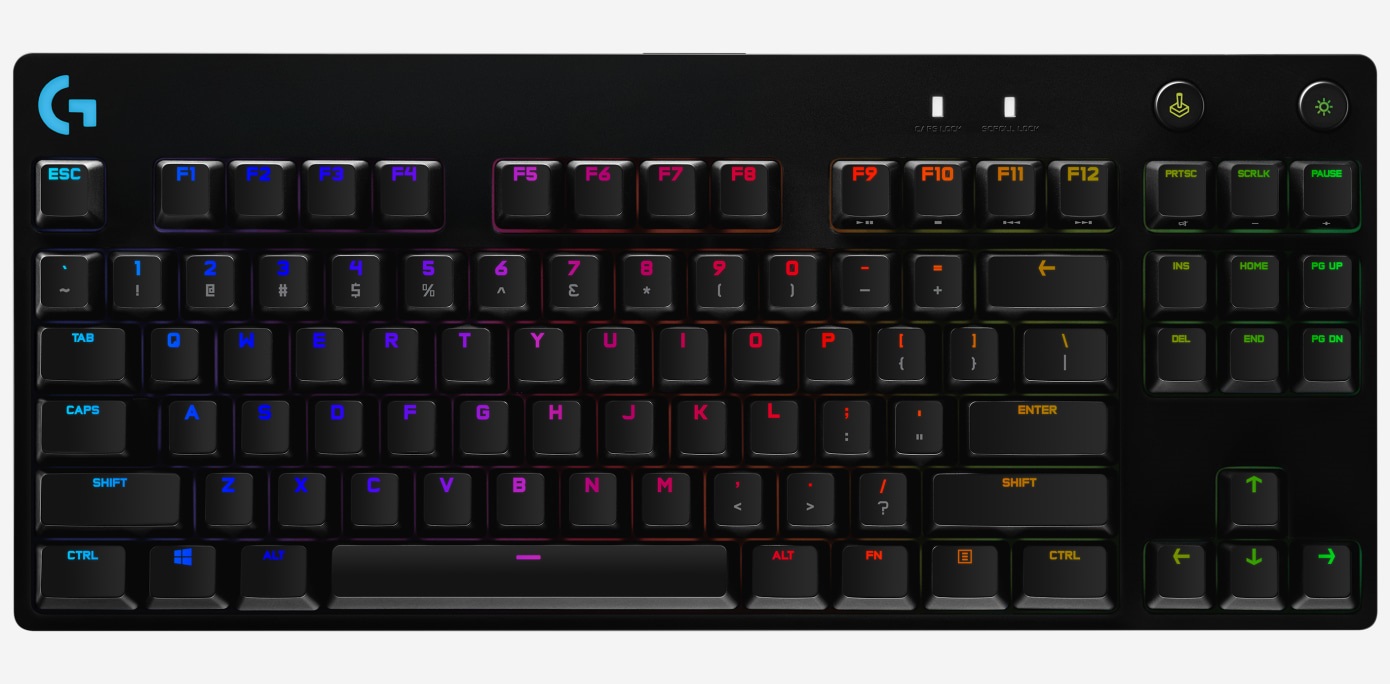 CAPS LOCK SCROLL LOCK
ESC F1 F2 F3 F4 F5 F6 F7 F8 F9 F10 F11 F12 PRTSC SCRLK PAUSE
` 1 2 3 4 5 6 7 8 9 0 - = ← INS HOME PG UP
~ ! @ # $ % ^ & * ( ) _ +
TAB Q W E R T Y U I O P [ ] \ DEL END PG DN
{ } |
CAPS A S D F G H J K L ; ' ENTER
: "
SHIFT Z X C V B N M , . / SHIFT ↑
< > ?
CTRL ALT — ALT FN CTRL ← ↓ →